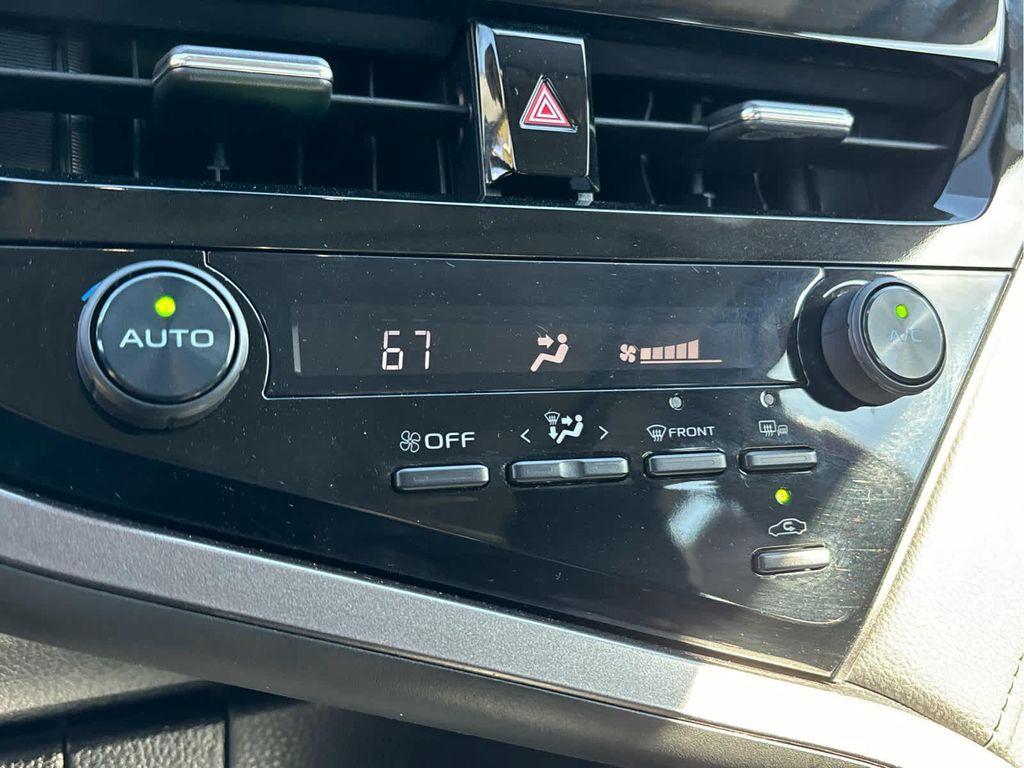 AUTO
67
A/C
OFF
< >
FRONT